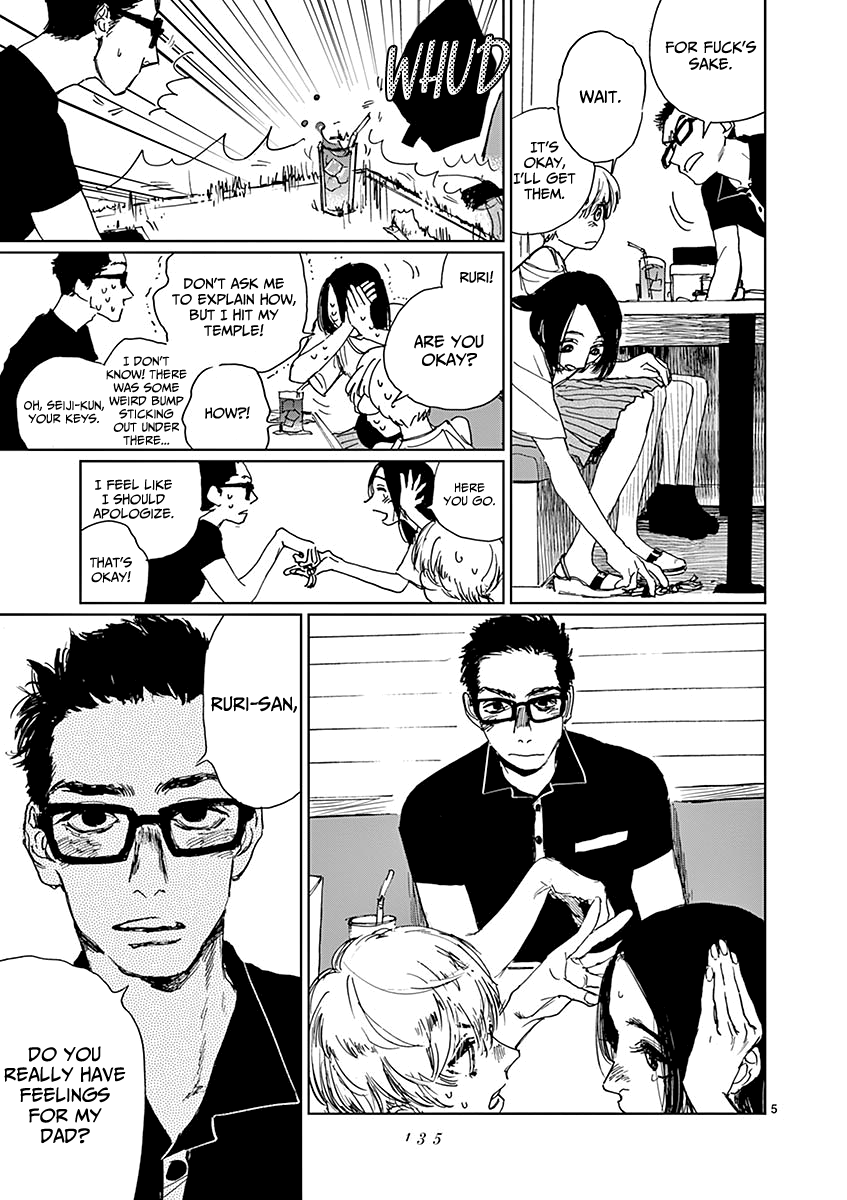 FOR FUCK'S
SAKE.
WAIT.
IT'S
OKAY,
I'LL GET
THEM.
WHUD
RURI!
ARE YOU
OKAY?
DON'T ASK ME
TO EXPLAIN HOW,
BUT I HIT MY
TEMPLE!
HOW?!
I DON'T
KNOW! THERE
WAS SOME
WEIRD BUMP
STICKING
OUT UNDER
THERE...
OH, SEIJI-KUN,
YOUR KEYS.
HERE
YOU GO.
I FEEL LIKE
I SHOULD
APOLOGIZE.
THAT'S
OKAY!
RURI-SAN,
DO YOU
REALLY HAVE
FEELINGS
FOR MY
DAD?
5
135